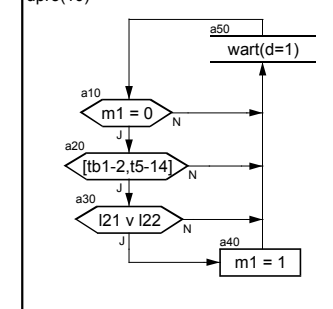 a50
wart(d=1)
a10
m1 = 0
N
J
a20
[tb1-2,t5-14]
N
J
a30
l21 v l22
N
J
a40
m1 = 1